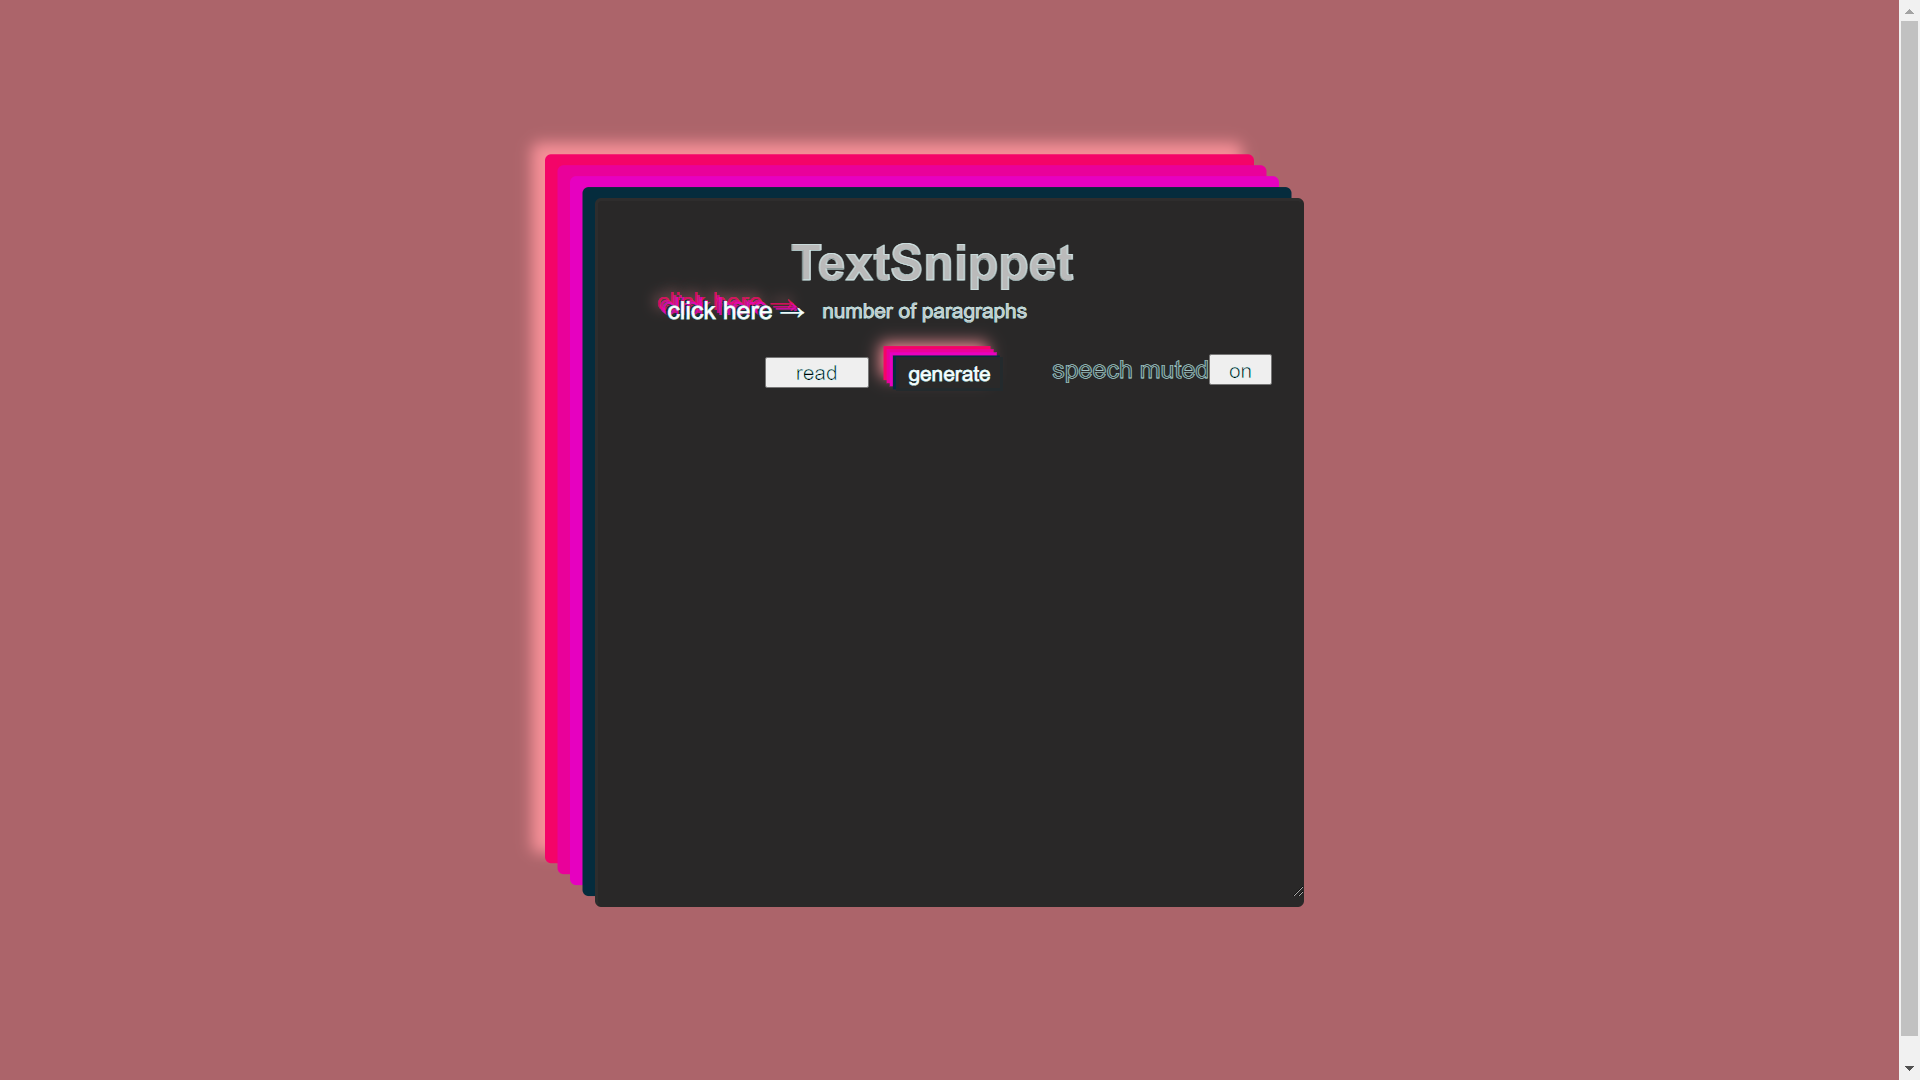 TextSnippet
click here → number of paragraphs
read generate speech muted on